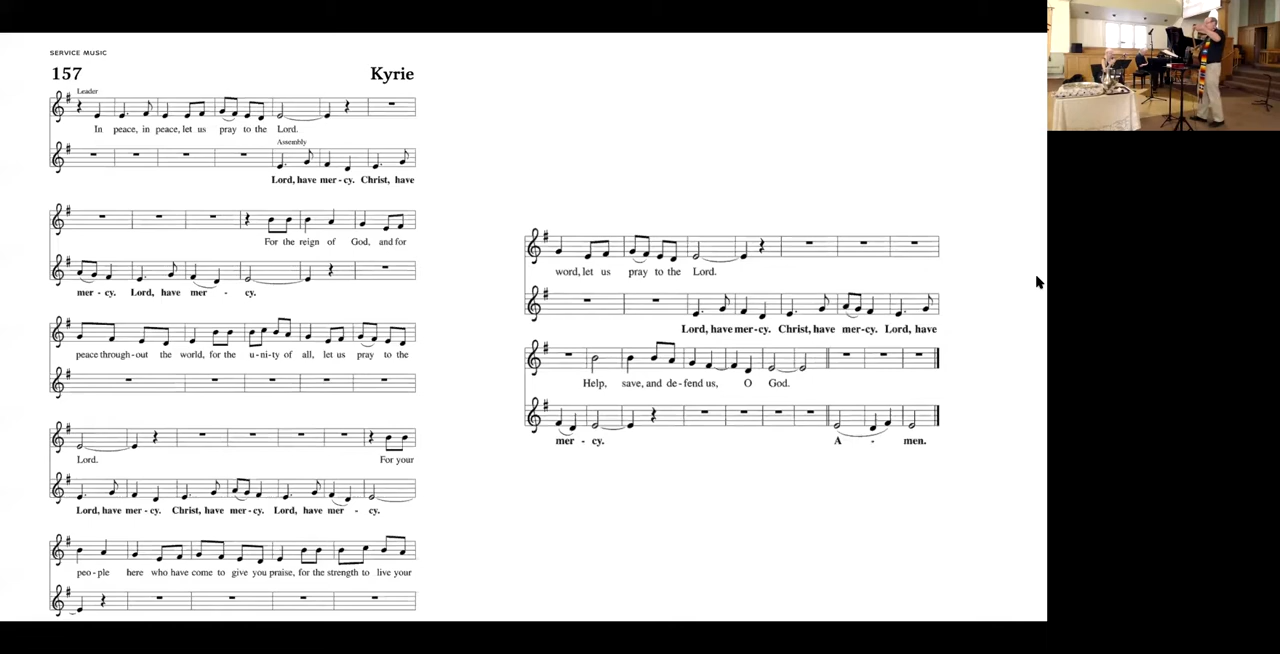 SERVICE MUSIC
157 Kyrie
Leader
In peace, in peace, let us pray to the Lord.
Assembly
Lord, have mer - cy. Christ, have
For the reign of God, and for
mer - cy. Lord, have mer - cy.
peace through - out the world, for the u - ni - ty of all, let us pray to the
Lord. For your
Lord, have mer - cy. Christ, have mer - cy. Lord, have mer - cy.
peo - ple here who have come to give you praise, for the strength to live your
word, let us pray to the Lord.
Lord, have mer - cy. Christ, have mer - cy. Lord, have
Help, save, and de - fend us, O God.
mer - cy. A - men.